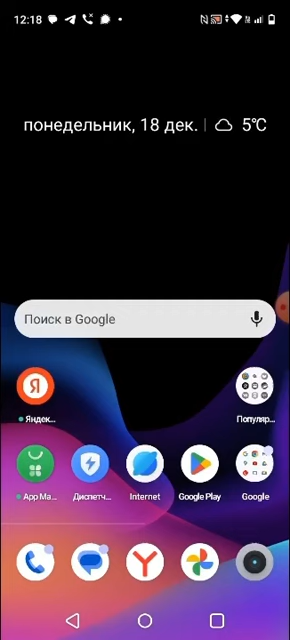 12:18
понедельник, 18 дек. | 5°C
Поиск в Google
Я
Яндек...
Популяр...
App Ma...
Диспетч...
Internet
Google Play
Google